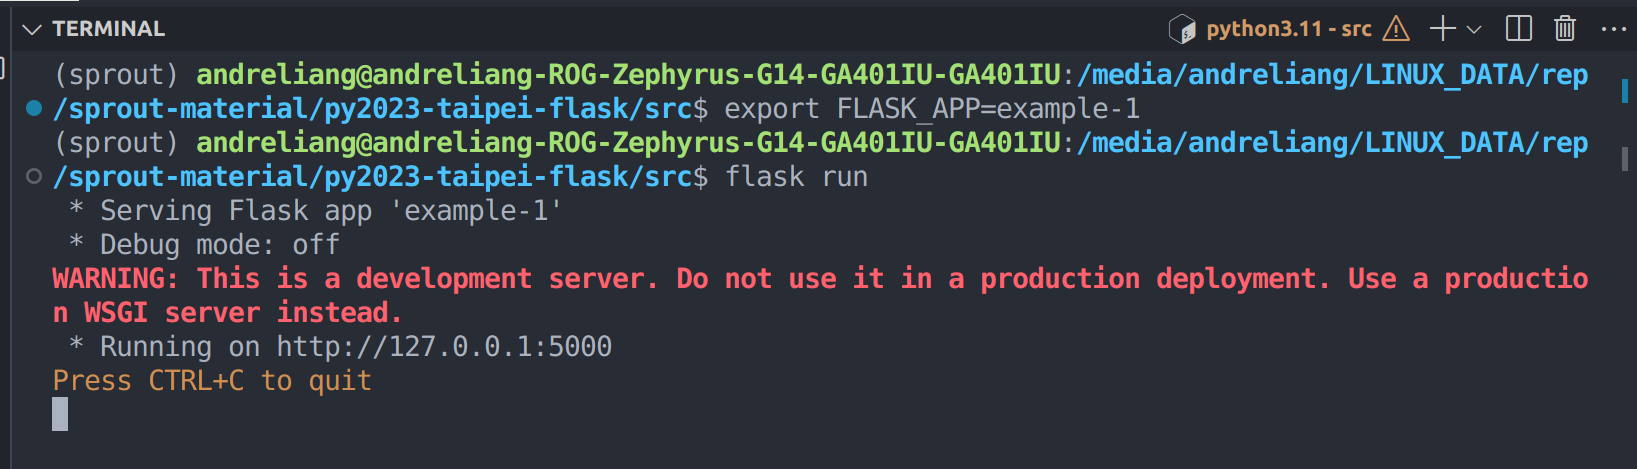 TERMINAL
python3.11 - src
(sprout) andreliang@andreliang-ROG-Zephyrus-G14-GA401IU-GA401IU:/media/andreliang/LINUX_DATA/rep
/sprout-material/py2023-taipei-flask/src$ export FLASK_APP=example-1
(sprout) andreliang@andreliang-ROG-Zephyrus-G14-GA401IU-GA401IU:/media/andreliang/LINUX_DATA/rep
/sprout-material/py2023-taipei-flask/src$ flask run
 * Serving Flask app 'example-1'
 * Debug mode: off
WARNING: This is a development server. Do not use it in a production deployment. Use a productio
n WSGI server instead.
 * Running on http://127.0.0.1:5000
Press CTRL+C to quit